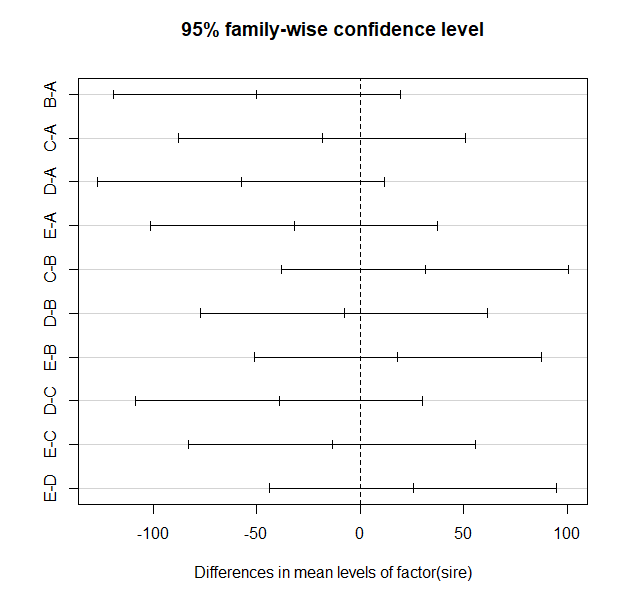 95% family-wise confidence level
B-A
C-A
D-A
E-A
C-B
D-B
E-B
D-C
E-C
E-D
-100 -50 0 50 100
Differences in mean levels of factor(sire)